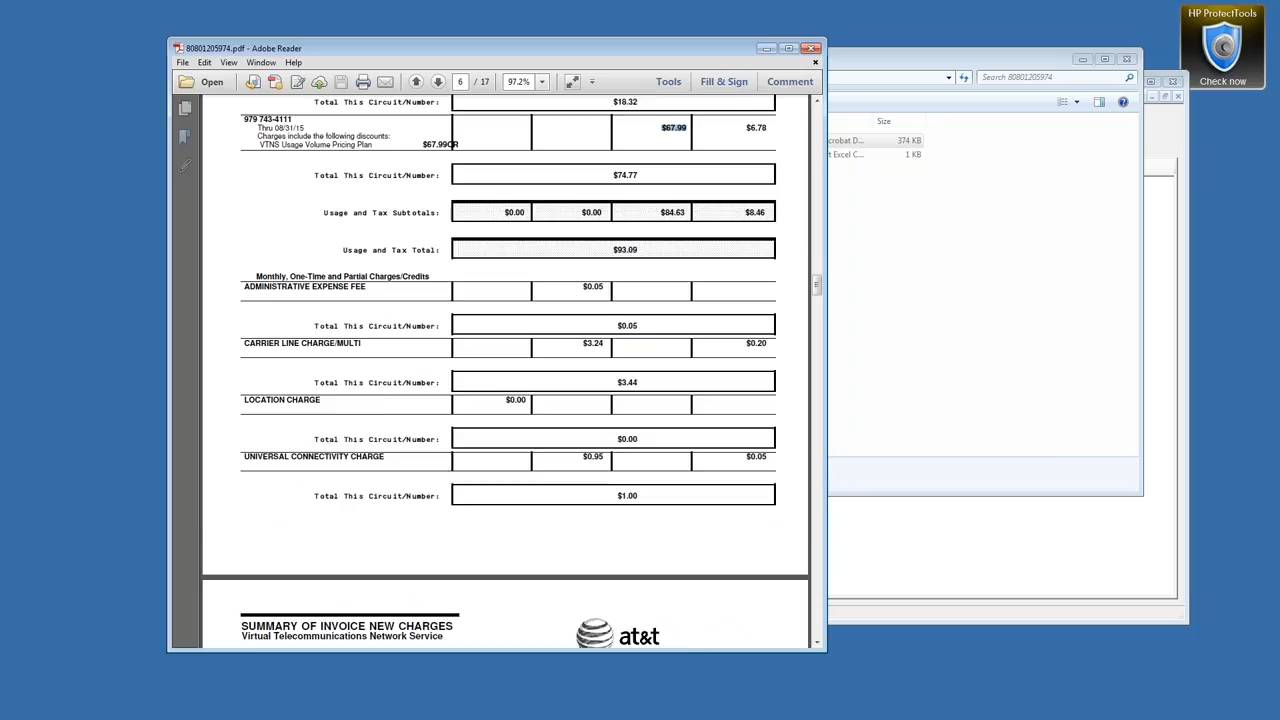 HP ProtectTools
Check now
80801205974.pdf - Adobe Reader
File Edit View Window Help
Open 6 / 17 97.2% Tools Fill & Sign Comment
Search 80801205974
Size
crobat D... 374 KB
t Excel C... 1 KB
Total This Circuit/Number: $18.32
979 743-4111
Thru 08/31/15 $67.99 $6.78
Charges include the following discounts:
VTNS Usage Volume Pricing Plan $67.99CR
Total This Circuit/Number: $74.77
Usage and Tax Subtotals: $0.00 $0.00 $84.63 $8.46
Usage and Tax Total: $93.09
Monthly, One-Time and Partial Charges/Credits
ADMINISTRATIVE EXPENSE FEE $0.05
Total This Circuit/Number: $0.05
CARRIER LINE CHARGE/MULTI $3.24 $0.20
Total This Circuit/Number: $3.44
LOCATION CHARGE $0.00
Total This Circuit/Number: $0.00
UNIVERSAL CONNECTIVITY CHARGE $0.95 $0.05
Total This Circuit/Number: $1.00
SUMMARY OF INVOICE NEW CHARGES
Virtual Telecommunications Network Service
at&t